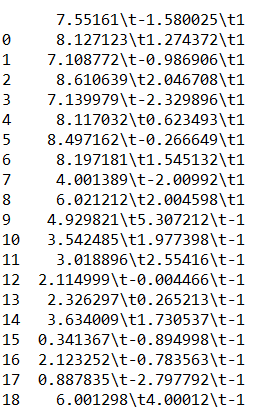 7.55161\t-1.580025\t1
0 8.127123\t1.274372\t1
1 7.108772\t-0.986906\t1
2 8.610639\t2.046708\t1
3 7.139979\t-2.329896\t1
4 8.117032\t0.623493\t1
5 8.497162\t-0.266649\t1
6 8.197181\t1.545132\t1
7 4.001389\t-2.00992\t1
8 6.021212\t2.004598\t1
9 4.929821\t5.307212\t-1
10 3.542485\t1.977398\t-1
11 3.018896\t2.55416\t-1
12 2.114999\t-0.004466\t-1
13 2.326297\t0.265213\t-1
14 3.634009\t1.730537\t-1
15 0.341367\t-0.894998\t-1
16 2.123252\t-0.783563\t-1
17 0.887835\t-2.797792\t-1
18 6.001298\t4.00012\t-1